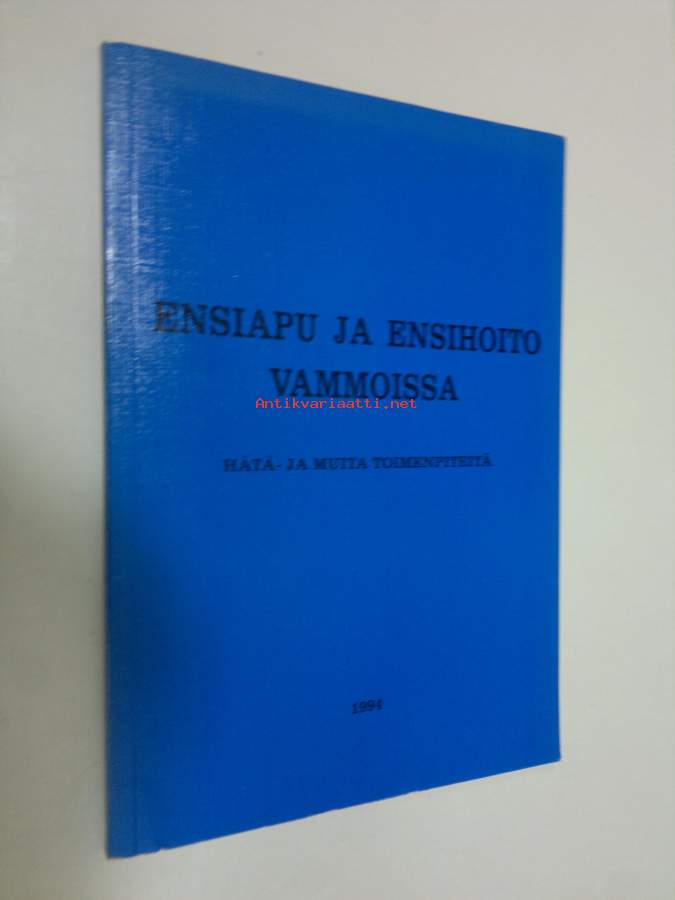 ENSIAPU JA ENSIHOITO
VAMMOISSA
Antikvariaatti.net
HÄTÄ- JA MUITA TOIMENPITEITÄ
1994